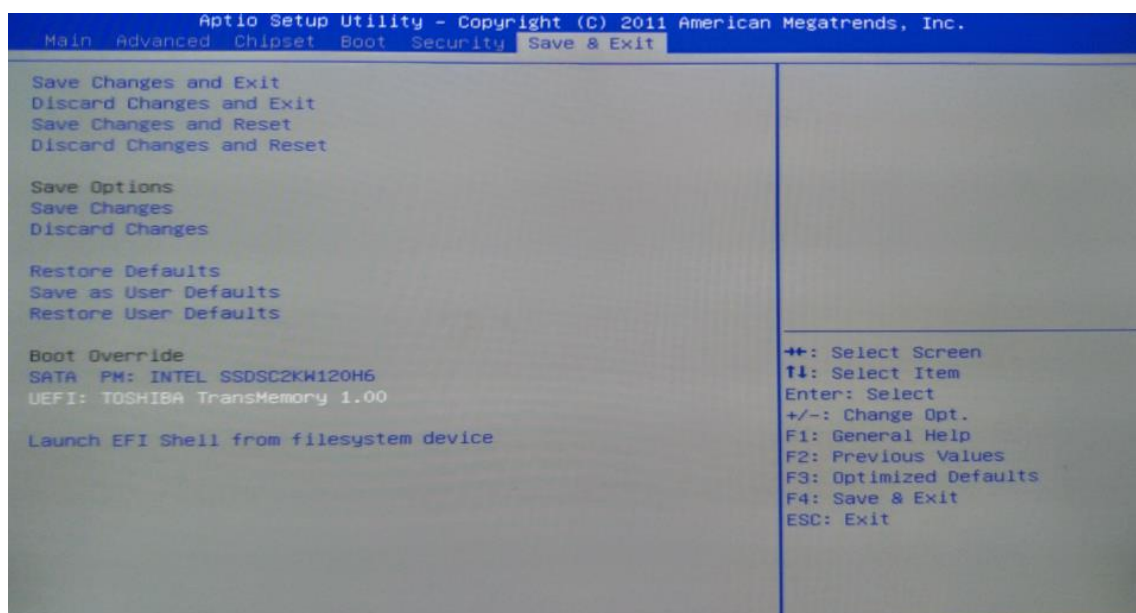 Aptio Setup Utility - Copyright (C) 2011 American Megatrends, Inc.
Main Advanced Chipset Boot Security Save & Exit
Save Changes and Exit
Discard Changes and Exit
Save Changes and Reset
Discard Changes and Reset
Save Options
Save Changes
Discard Changes
Restore Defaults
Save as User Defaults
Restore User Defaults
Boot Override
SATA PM: INTEL SSDSC2KW120H6
UEFI: TOSHIBA TransMemory 1.00
Launch EFI Shell from filesystem device
→←: Select Screen
↑↓: Select Item
Enter: Select
+/-: Change Opt.
F1: General Help
F2: Previous Values
F3: Optimized Defaults
F4: Save & Exit
ESC: Exit